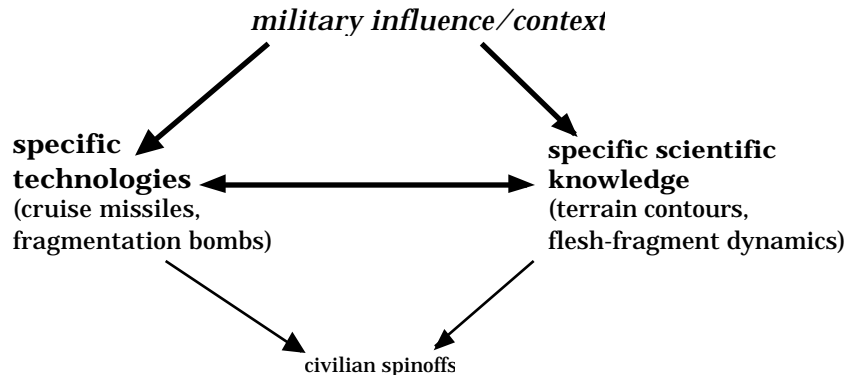 military influence/context
specific
technologies
(cruise missiles,
fragmentation bombs)
specific scientific
knowledge
(terrain contours,
flesh-fragment dynamics)
civilian spinoffs